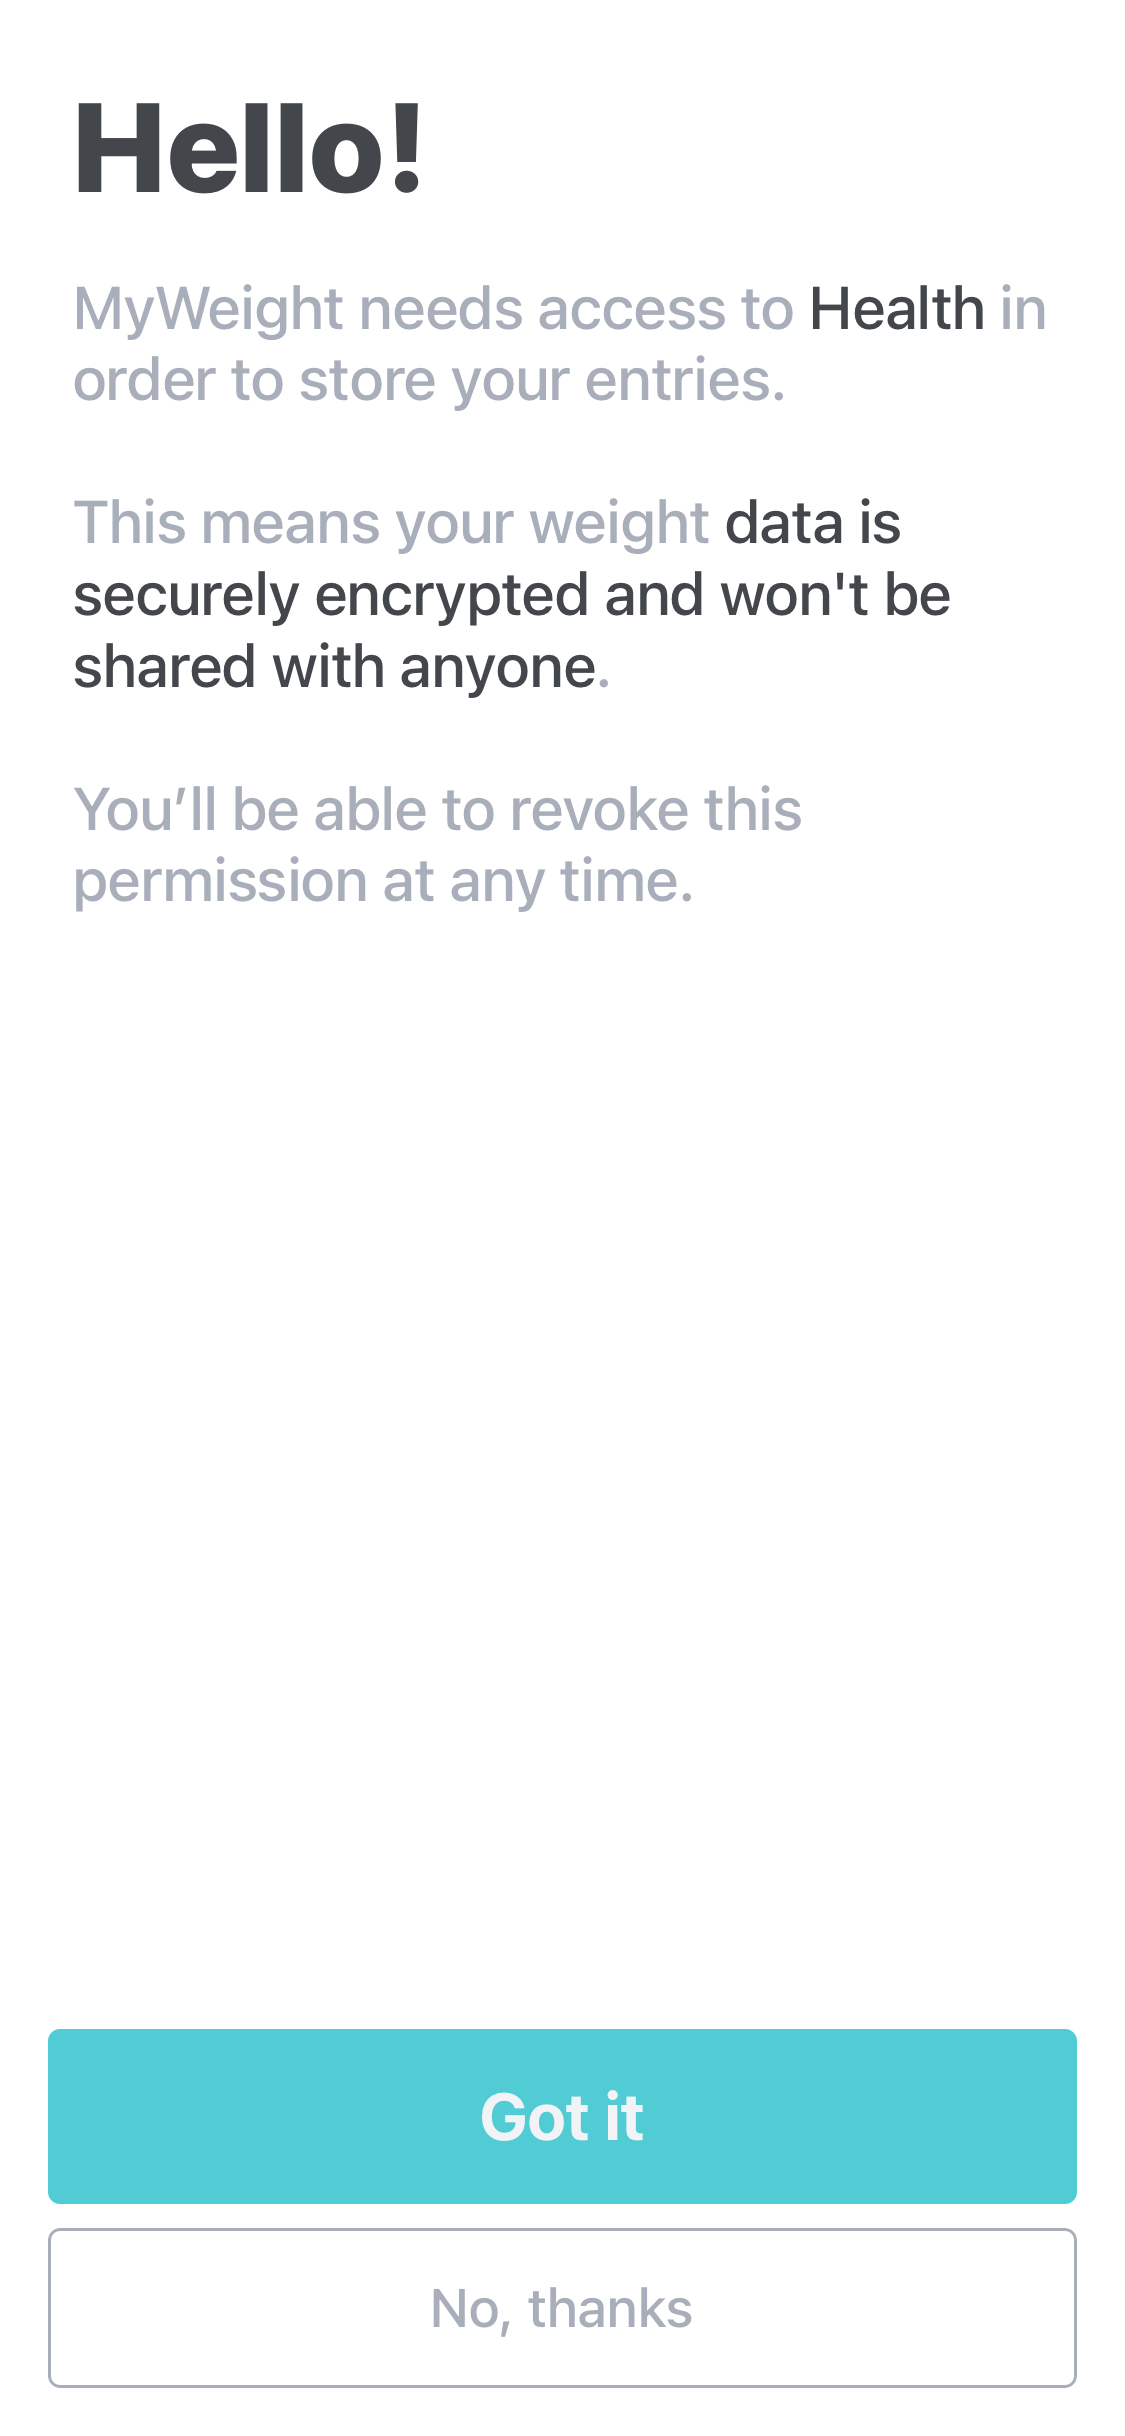 Hello!
MyWeight needs access to Health in
order to store your entries.
This means your weight data is
securely encrypted and won't be
shared with anyone.
You’ll be able to revoke this
permission at any time.
Got it
No, thanks